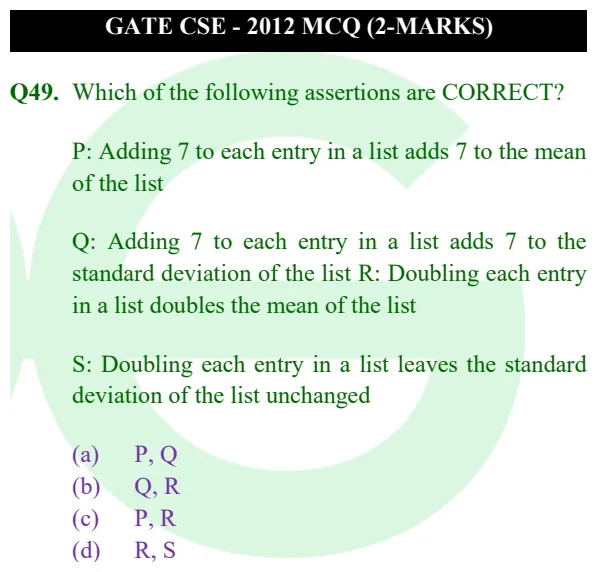 GATE CSE - 2012 MCQ (2-MARKS)
Q49. Which of the following assertions are CORRECT?
P: Adding 7 to each entry in a list adds 7 to the mean
of the list
Q: Adding 7 to each entry in a list adds 7 to the
standard deviation of the list R: Doubling each entry
in a list doubles the mean of the list
S: Doubling each entry in a list leaves the standard
deviation of the list unchanged
(a) P, Q
(b) Q, R
(c) P, R
(d) R, S